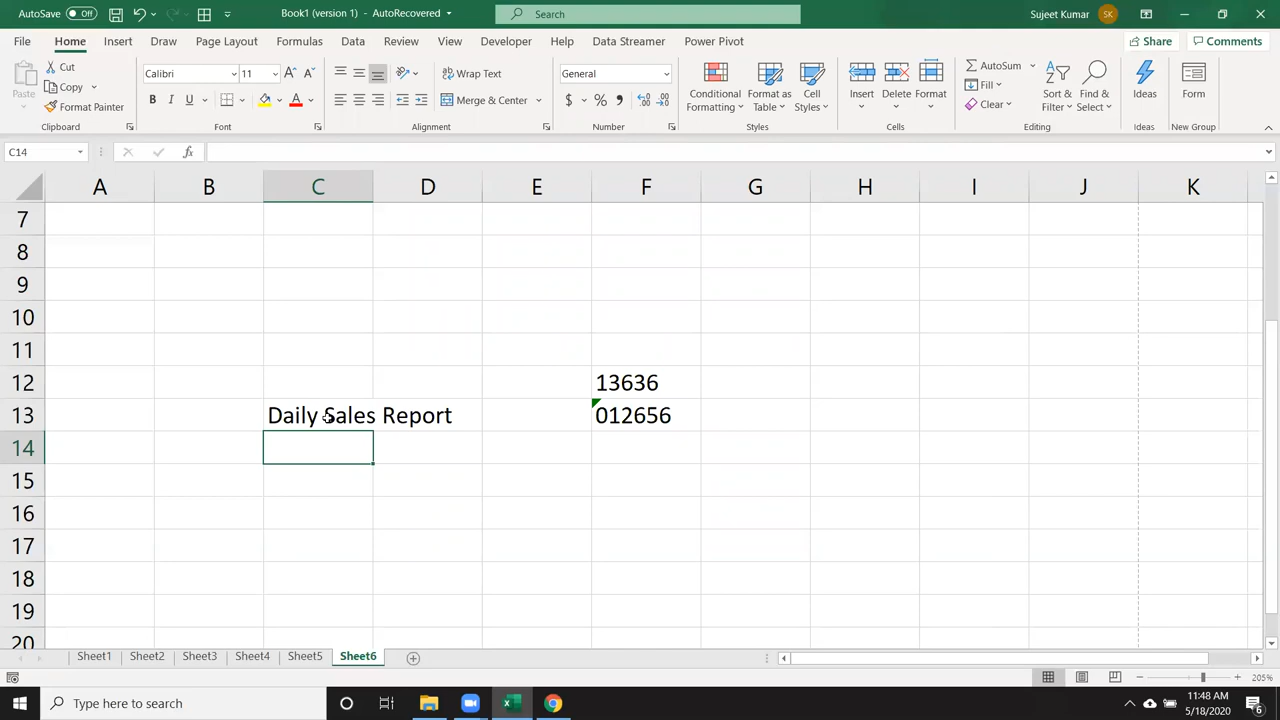 AutoSave Off Book1 (version 1) - AutoRecovered Search Sujeet Kumar SK
File Home Insert Draw Page Layout Formulas Data Review View Developer Help Data Streamer Power Pivot Share Comments
Paste Cut Copy Format Painter
Clipboard
Calibri 11
B I U A
Font
Wrap Text
Merge & Center
Alignment
General
$ % 9
Number
Conditional Formatting Format as Table Cell Styles
Styles
Insert Delete Format
Cells
AutoSum Fill Clear Sort & Filter Find & Select
Editing
Ideas
Ideas
Form
New Group
C14 fx
A B C D E F G H I J K
7
8
9
10
11
12 13636
13 Daily Sales Report 012656
14
15
16
17
18
19
20
Sheet1 Sheet2 Sheet3 Sheet4 Sheet5 Sheet6
205%
Type here to search
11:48 AM
5/18/2020
6